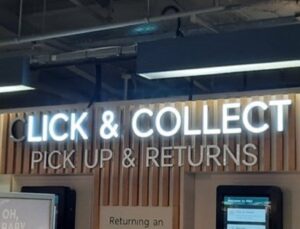 CLICK & COLLECT
PICK UP & RETURNS
OH,
Returning an